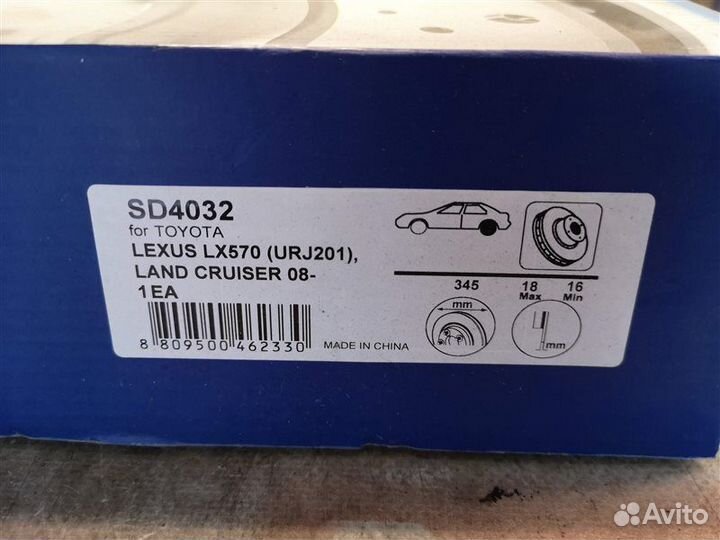 SD4032
for TOYOTA
LEXUS LX570 (URJ201),
LAND CRUISER 08-
1EA
8 809500 462330
MADE IN CHINA
345 18 16
Max Min
mm
mm
Avito